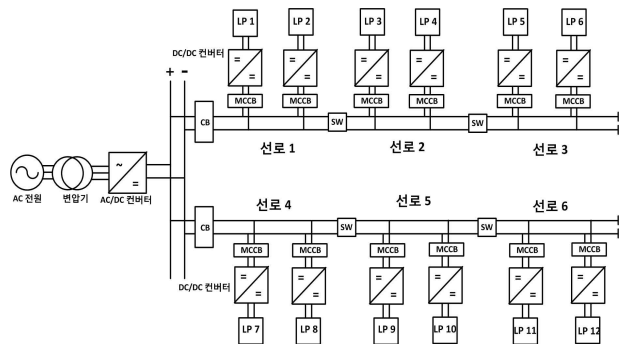 LP 1 LP 2 LP 3 LP 4 LP 5 LP 6
DC/DC 컨버터
+ -
MCCB MCCB MCCB MCCB MCCB MCCB
CB SW SW
선로 1 선로 2 선로 3
~
=
AC 전원 변압기 AC/DC 컨버터
선로 4 선로 5 선로 6
CB SW SW
MCCB MCCB MCCB MCCB MCCB MCCB
DC/DC 컨버터
LP 7 LP 8 LP 9 LP 10 LP 11 LP 12